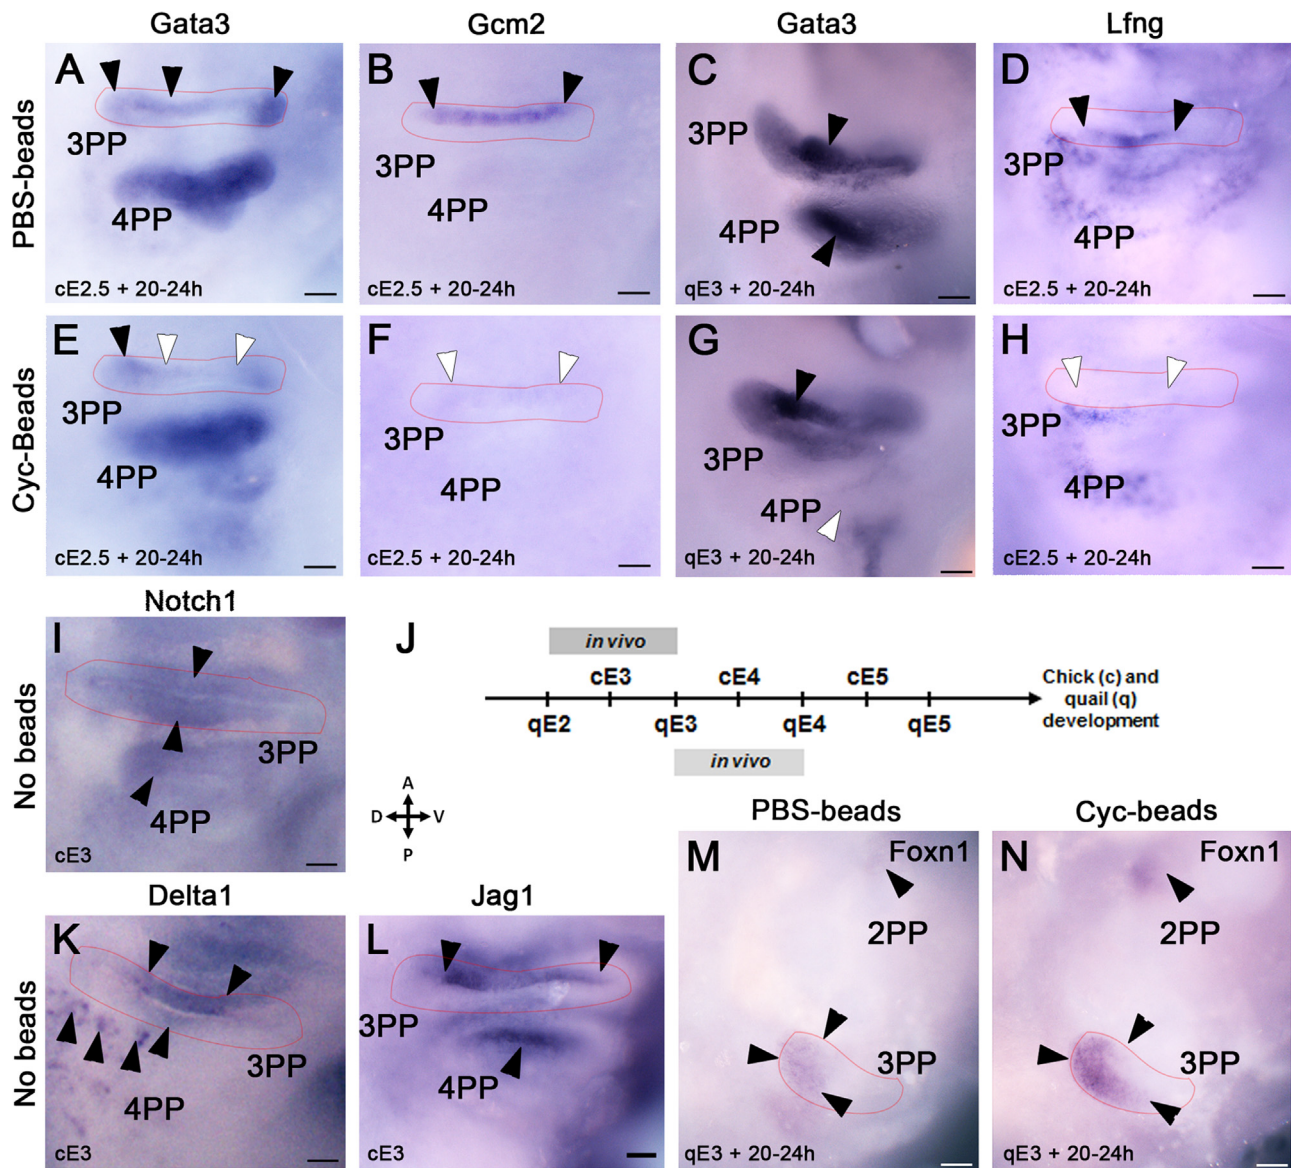 Gata3 Gcm2 Gata3 Lfng
PBS-beads
A B C D
3PP 3PP 3PP 3PP
4PP 4PP 4PP 4PP
cE2.5 + 20-24h cE2.5 + 20-24h qE3 + 20-24h cE2.5 + 20-24h
Cyc-Beads
E F G H
3PP 3PP 3PP 3PP
4PP 4PP 4PP 4PP
cE2.5 + 20-24h cE2.5 + 20-24h qE3 + 20-24h cE2.5 + 20-24h
Notch1
No beads
I
3PP
4PP
cE3
J
in vivo
cE3 cE4 cE5
qE2 qE3 qE4 qE5
Chick (c) and
quail (q)
development
in vivo
A
D V
P
Delta1 Jag1
No beads
K L
3PP 3PP
4PP 4PP
cE3 cE3
PBS-beads Cyc-beads
M Foxn1 N Foxn1
2PP 2PP
3PP 3PP
qE3 + 20-24h qE3 + 20-24h